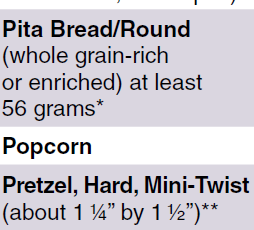 Pita Bread/Round
(whole grain-rich
or enriched) at least
56 grams*
Popcorn
Pretzel, Hard, Mini-Twist
(about 1 ¼” by 1 ½”)**